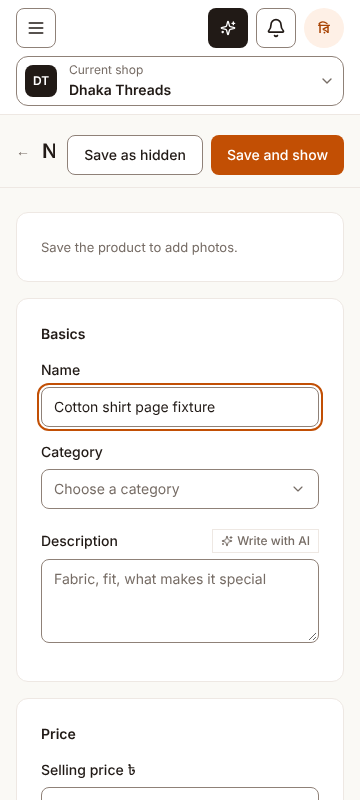 রি
Current shop
DT
Dhaka Threads
← N
Save as hidden
Save and show
Save the product to add photos.
Basics
Name
Cotton shirt page fixture
Category
Choose a category
Description
Write with AI
Fabric, fit, what makes it special
Price
Selling price ৳